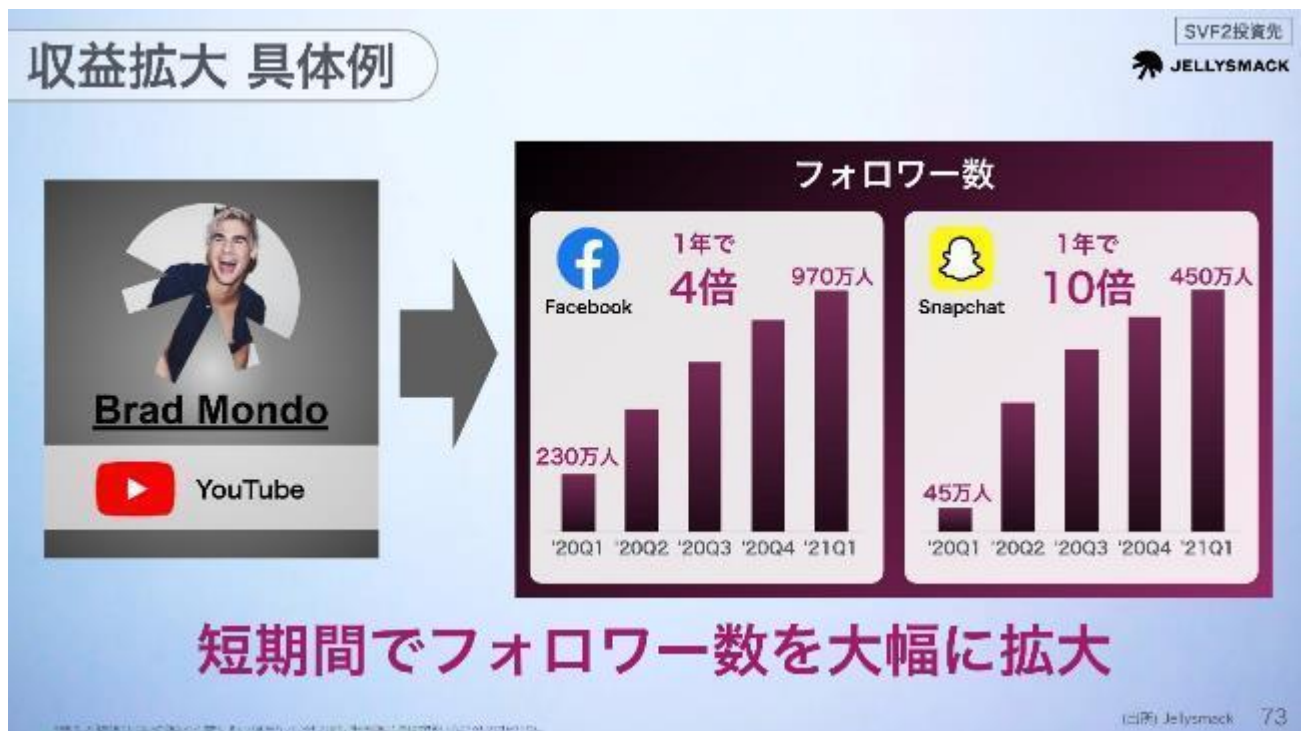 収益拡大 具体例
SVF2投資先
JELLYSMACK
Brad Mondo
YouTube
フォロワー数
Facebook
1年で
4倍
970万人
230万人
'20Q1 '20Q2 '20Q3 '20Q4 '21Q1
Snapchat
1年で
10倍
450万人
45万人
'20Q1 '20Q2 '20Q3 '20Q4 '21Q1
短期間でフォロワー数を大幅に拡大
(出所) Jellysmack
73